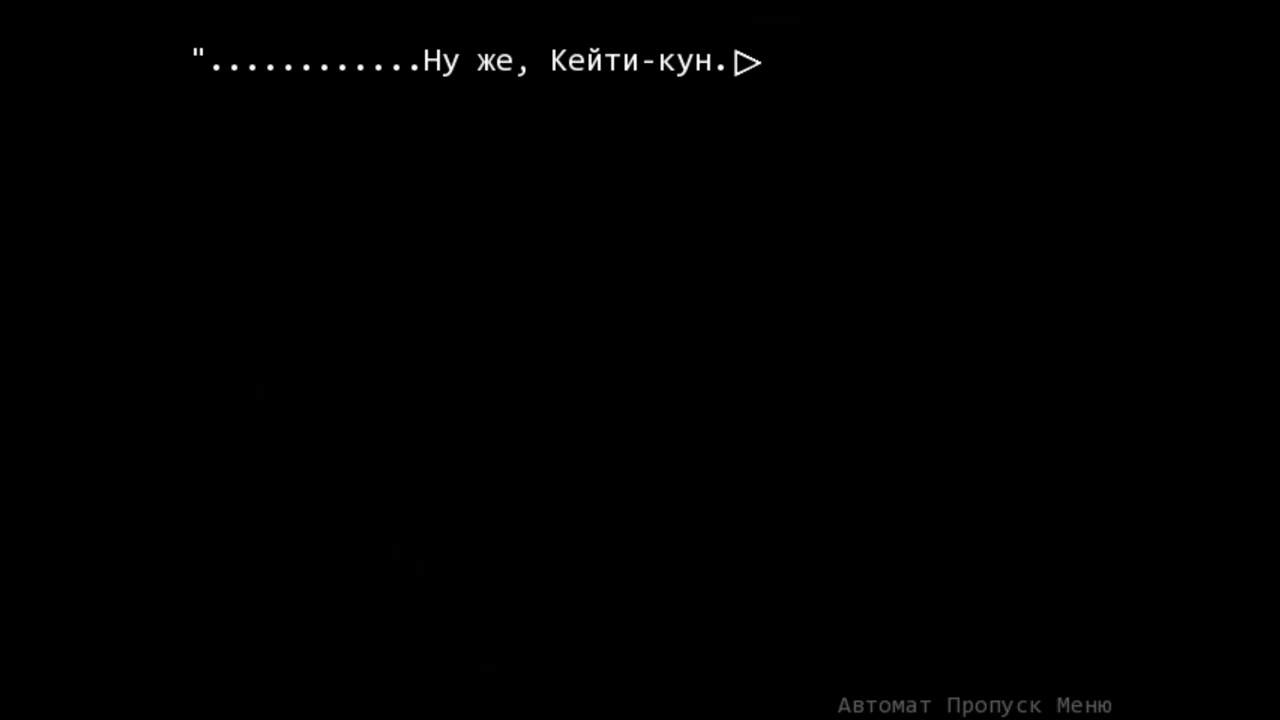 "............Ну же, Кейти-кун.▷
Автомат Пропуск Меню